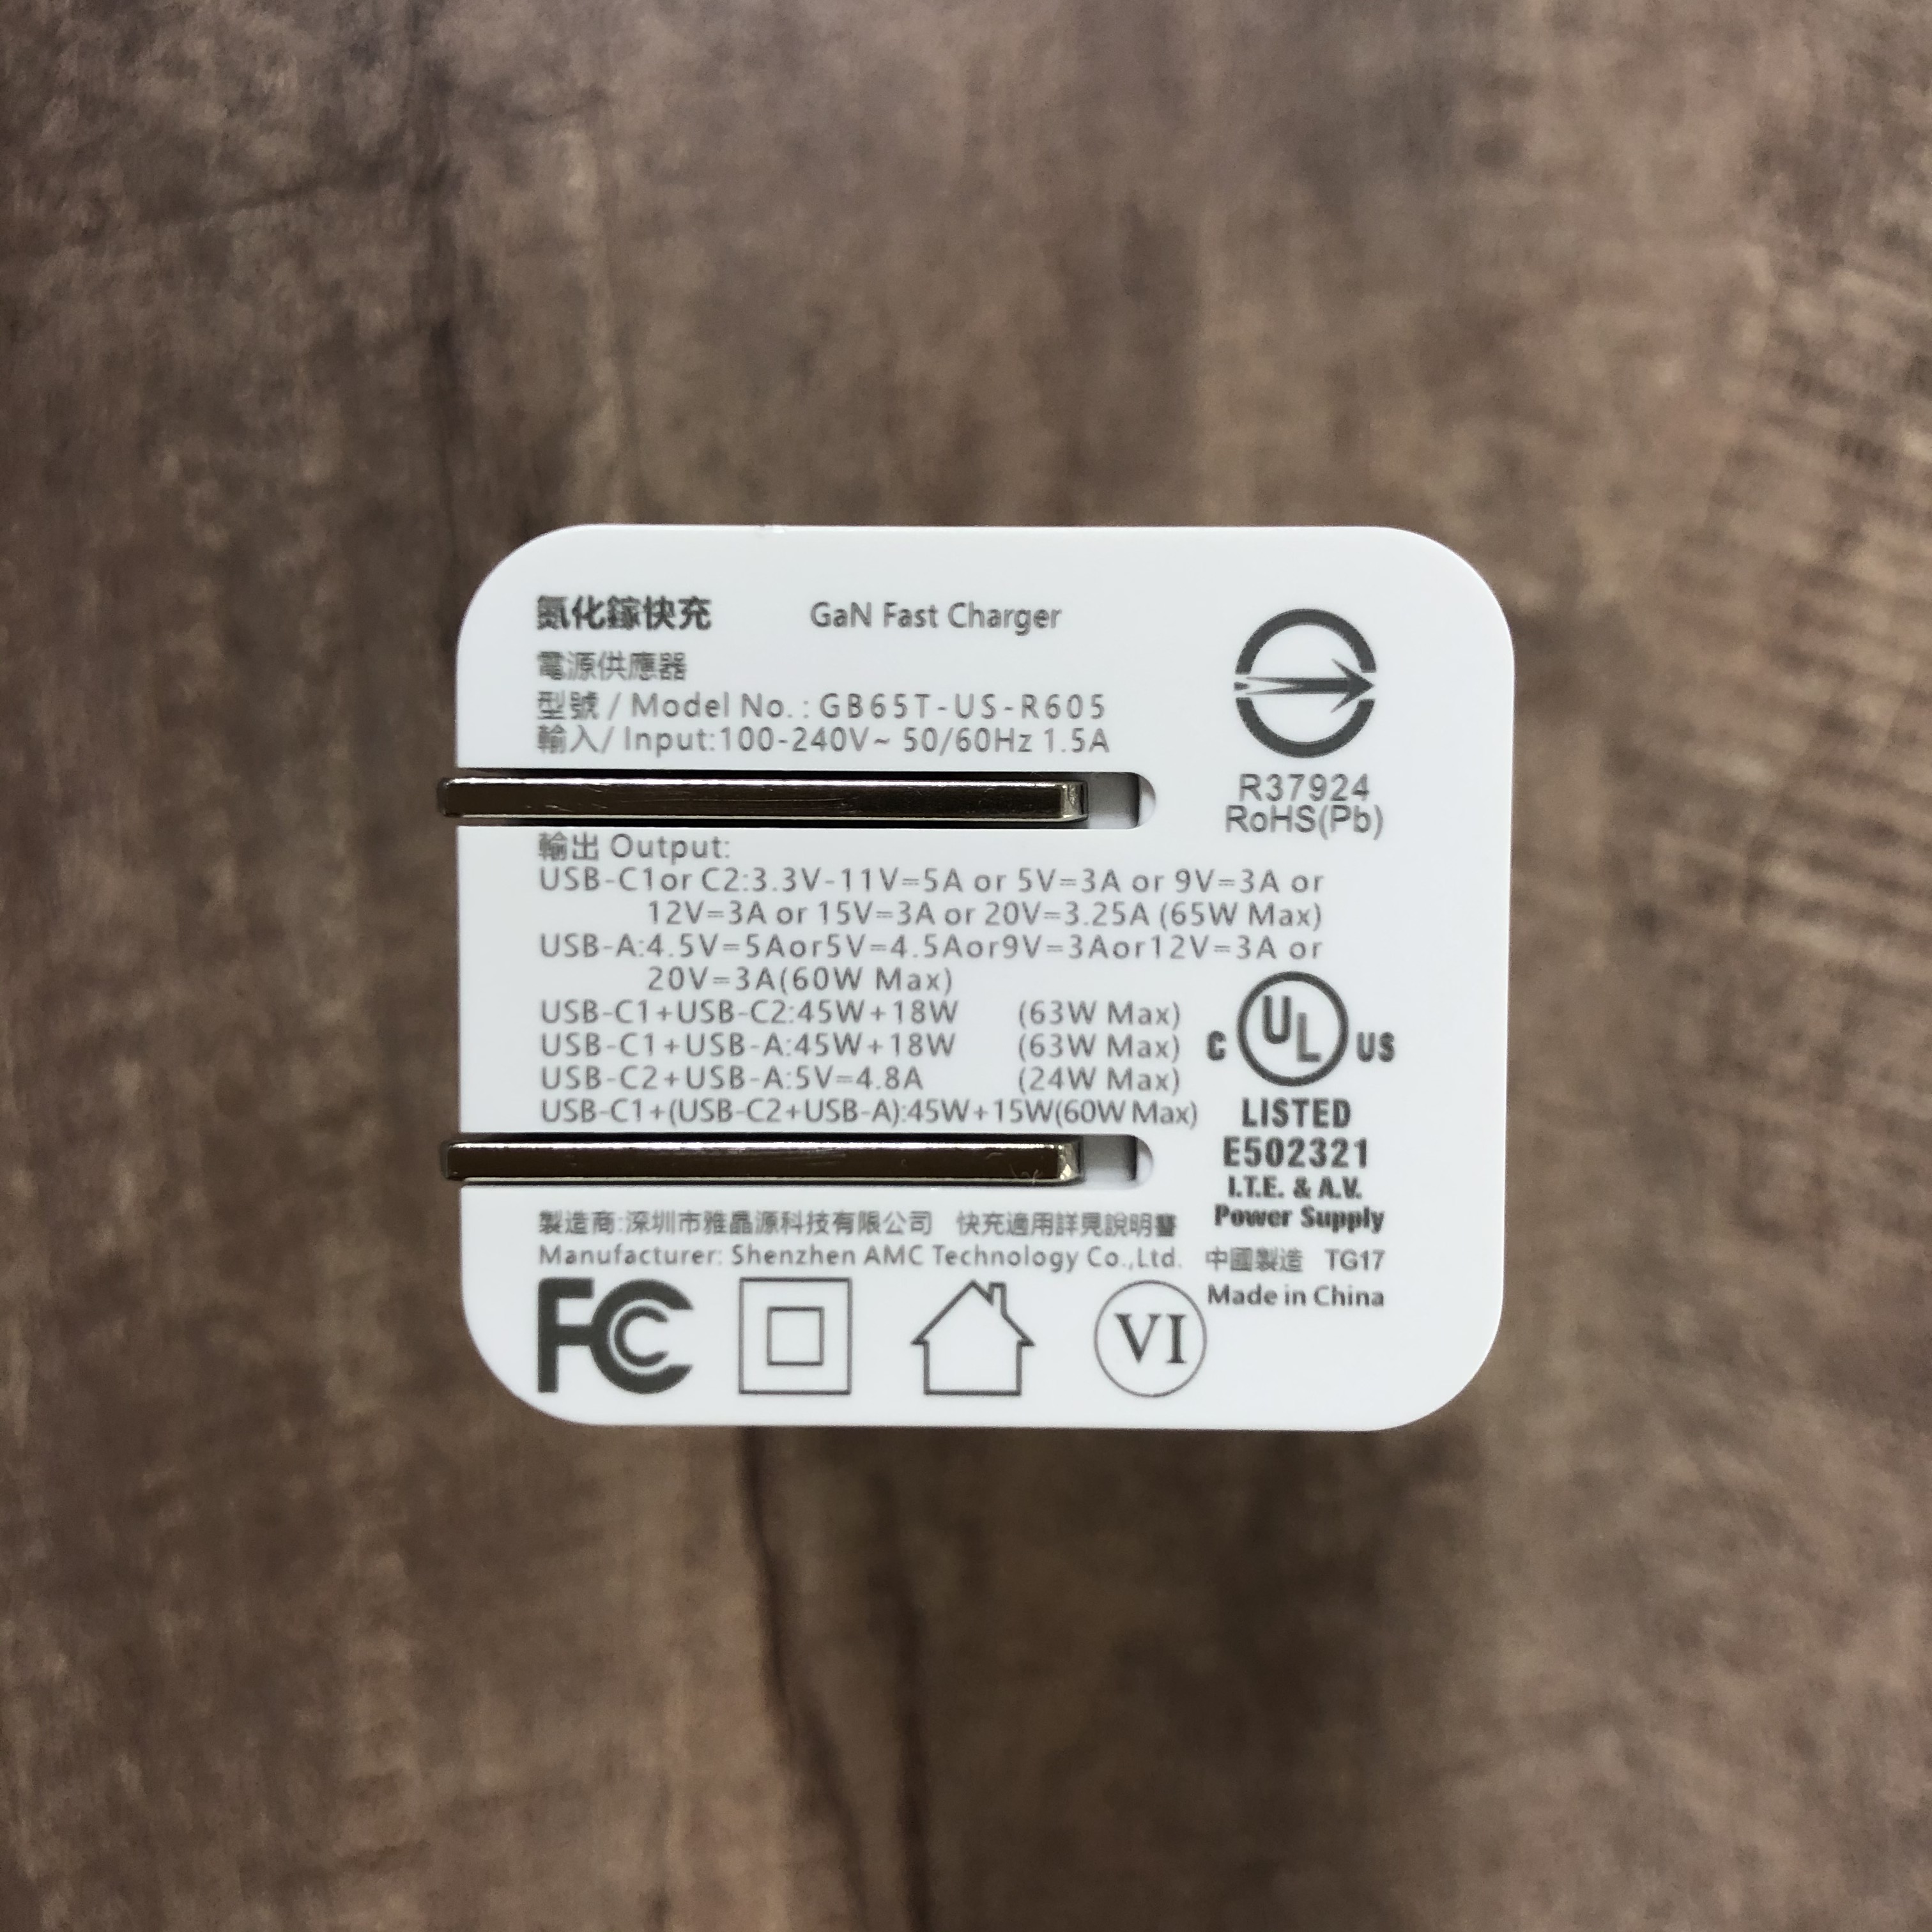 氮化鎵快充 GaN Fast Charger
電源供應器
型號 / Model No. : GB65T-US-R605
輸入/ Input:100-240V~ 50/60Hz 1.5A
R37924
RoHS(Pb)
輸出 Output:
USB-C1or C2:3.3V-11V=5A or 5V=3A or 9V=3A or
12V=3A or 15V=3A or 20V=3.25A (65W Max)
USB-A:4.5V=5Aor5V=4.5Aor9V=3Aor12V=3A or
20V=3A(60W Max)
USB-C1+USB-C2:45W+18W (63W Max)
USB-C1+USB-A:45W+18W (63W Max)
USB-C2+USB-A:5V=4.8A (24W Max)
USB-C1+(USB-C2+USB-A):45W+15W(60W Max)
C UL US
LISTED
E502321
I.T.E. & A.V.
Power Supply
製造商:深圳市雅晶源科技有限公司 快充適用詳見說明書
Manufacturer: Shenzhen AMC Technology Co.,Ltd.
中國製造 TG17
Made in China
FC VI